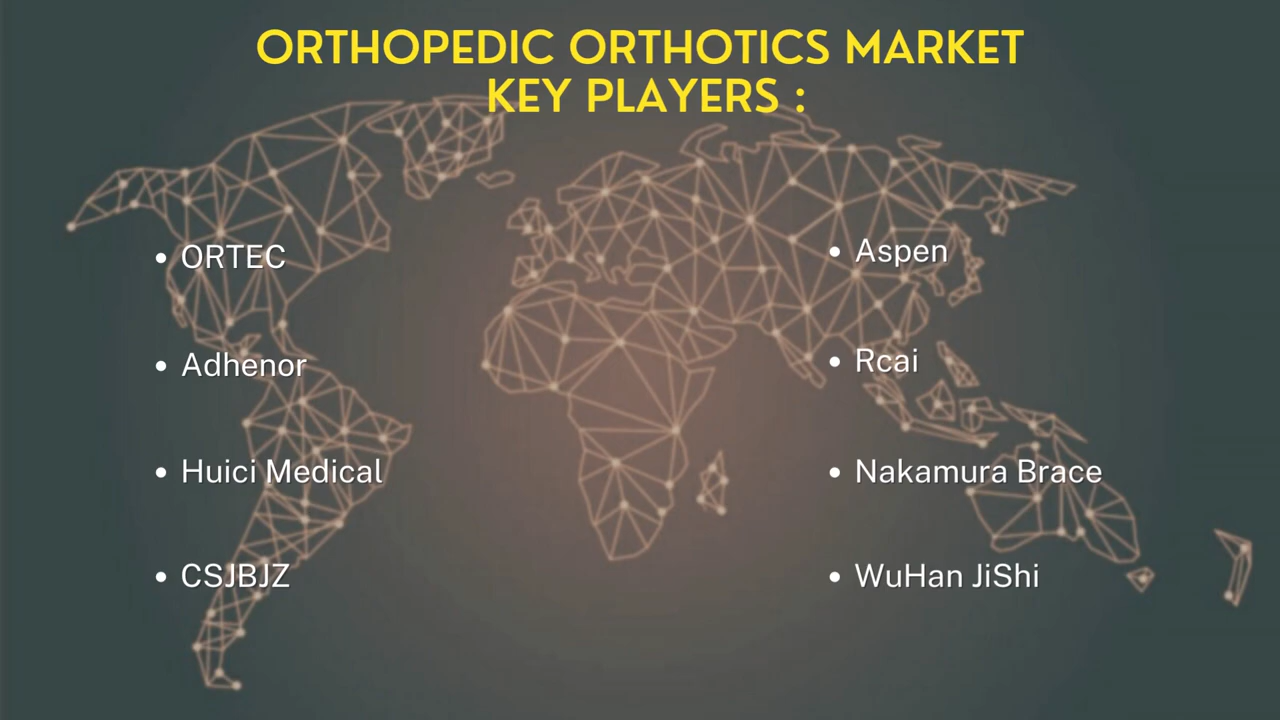 ORTHOPEDIC ORTHOTICS MARKET
KEY PLAYERS :
• ORTEC
• Adhenor
• Huici Medical
• CSJBJZ
• Aspen
• Rcai
• Nakamura Brace
• WuHan JiShi